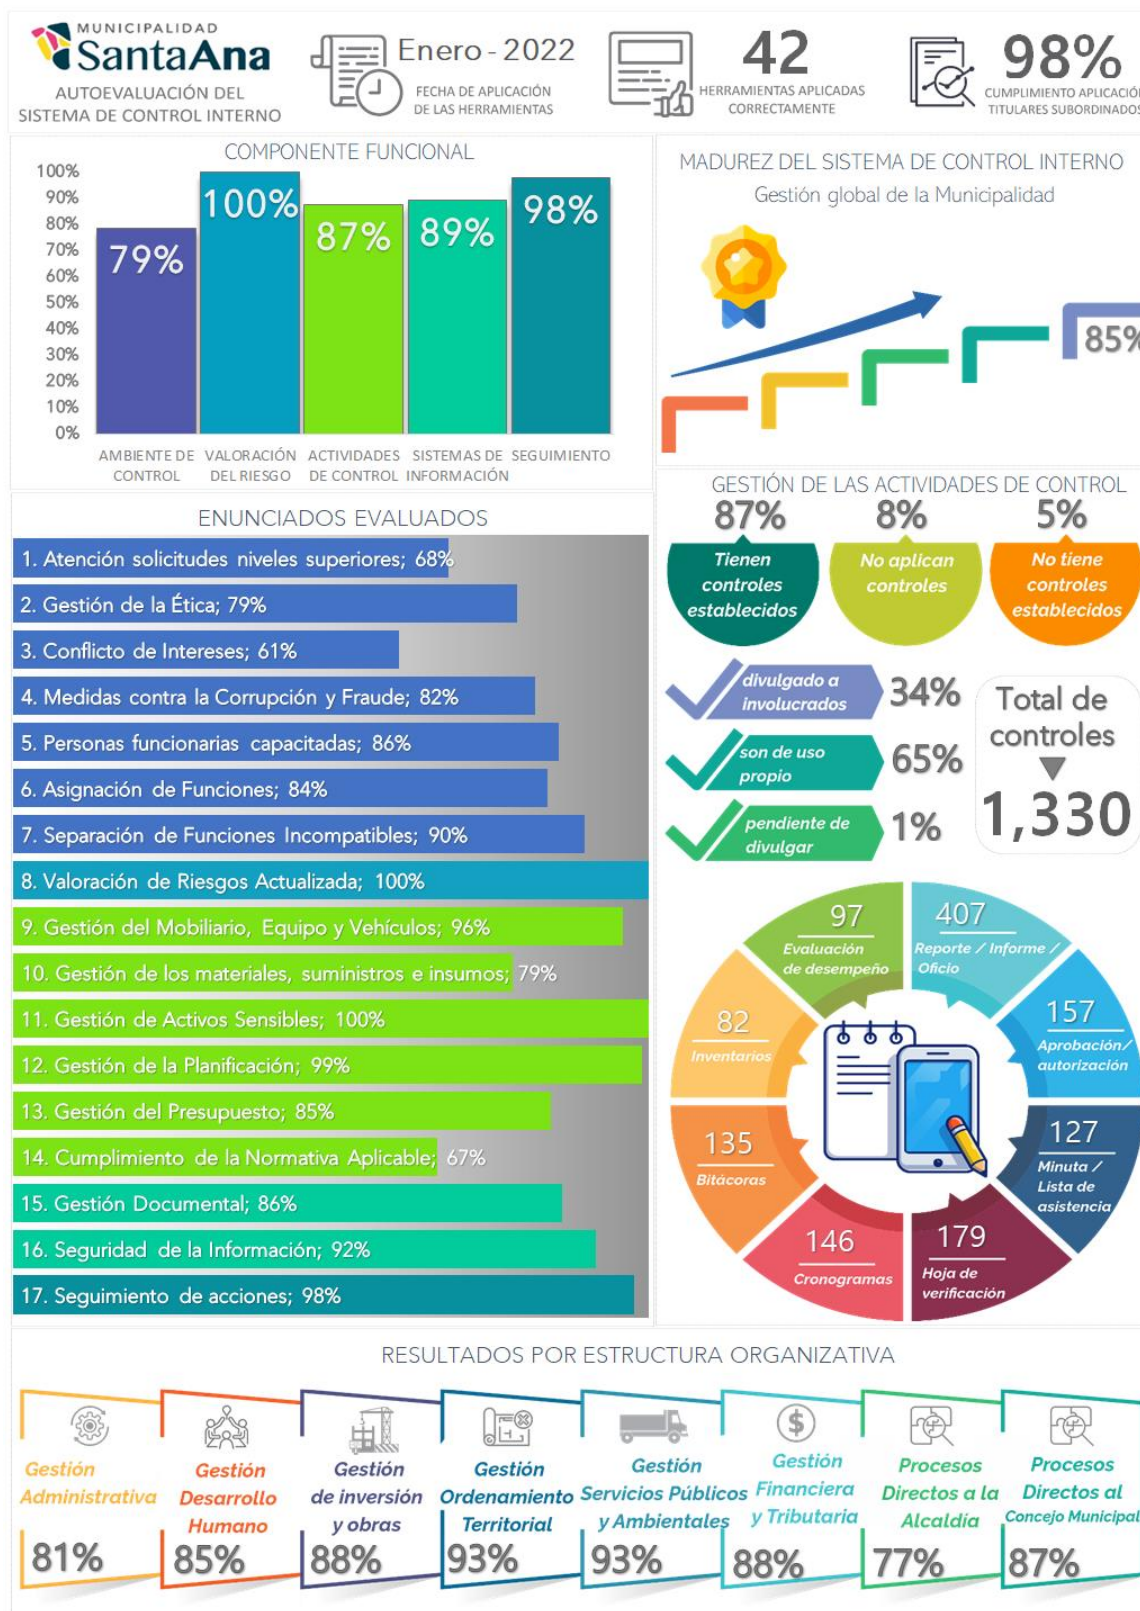 MUNICIPALIDAD
SantaAna
AUTOEVALUACIÓN DEL
SISTEMA DE CONTROL INTERNO
Enero - 2022
FECHA DE APLICACIÓN
DE LAS HERRAMIENTAS
42
HERRAMIENTAS APLICADAS
CORRECTAMENTE
98%
CUMPLIMIENTO APLICACIÓN
TITULARES SUBORDINADOS
COMPONENTE FUNCIONAL
100%
90%
80%
70%
60%
50%
40%
30%
20%
10%
0%
79%
100%
87%
89%
98%
AMBIENTE DE
CONTROL
VALORACIÓN
DEL RIESGO
ACTIVIDADES
DE CONTROL
SISTEMAS DE
INFORMACIÓN
SEGUIMIENTO
MADUREZ DEL SISTEMA DE CONTROL INTERNO
Gestión global de la Municipalidad
85%
ENUNCIADOS EVALUADOS
1. Atención solicitudes niveles superiores; 68%
2. Gestión de la Ética; 79%
3. Conflicto de Intereses; 61%
4. Medidas contra la Corrupción y Fraude; 82%
5. Personas funcionarias capacitadas; 86%
6. Asignación de Funciones; 84%
7. Separación de Funciones Incompatibles; 90%
8. Valoración de Riesgos Actualizada; 100%
9. Gestión del Mobiliario, Equipo y Vehículos; 96%
10. Gestión de los materiales, suministros e insumos; 79%
11. Gestión de Activos Sensibles; 100%
12. Gestión de la Planificación; 99%
13. Gestión del Presupuesto; 85%
14. Cumplimiento de la Normativa Aplicable; 67%
15. Gestión Documental; 86%
16. Seguridad de la Información; 92%
17. Seguimiento de acciones; 98%
GESTIÓN DE LAS ACTIVIDADES DE CONTROL
87%
Tienen
controles
establecidos
8%
No aplican
controles
5%
No tiene
controles
establecidos
divulgado a
involucrados
34%
son de uso
propio
65%
pendiente de
divulgar
1%
Total de
controles
1,330
97
Evaluación
de desempeño
407
Reporte / Informe /
Oficio
157
Aprobación/
autorización
127
Minuta /
Lista de
asistencia
179
Hoja de
verificación
146
Cronogramas
135
Bitácoras
82
Inventarios
RESULTADOS POR ESTRUCTURA ORGANIZATIVA
Gestión
Administrativa
81%
Gestión
Desarrollo
Humano
85%
Gestión
de inversión
y obras
88%
Gestión
Ordenamiento
Territorial
93%
Gestión
Servicios Públicos
y Ambientales
93%
Gestión
Financiera
y Tributaria
88%
Procesos
Directos a la
Alcaldía
77%
Procesos
Directos al
Concejo Municipal
87%